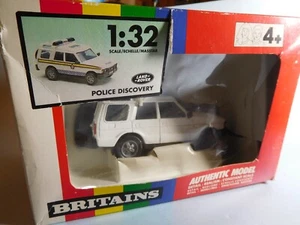 1:32
SCALE/ECHELLE/MASSTAB
LAND
ROVER
POLICE DISCOVERY
4+
BRITAINS
AUTHENTIC MODEL